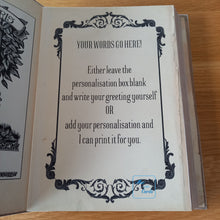 YOUR WORDS GO HERE!
Either leave the
personalisation box blank
and write your greeting yourself
OR
add your personalisation and
I can print it for you.